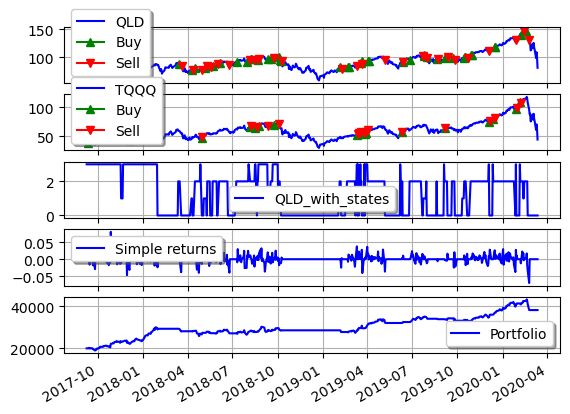 QLD
Buy
Sell
150
100
TQQQ
Buy
Sell
100
50
2
0
QLD_with_states
0.05
0.00
−0.05
Simple returns
40000
20000
Portfolio
2017-10
2018-01
2018-04
2018-07
2018-10
2019-01
2019-04
2019-07
2019-10
2020-01
2020-04